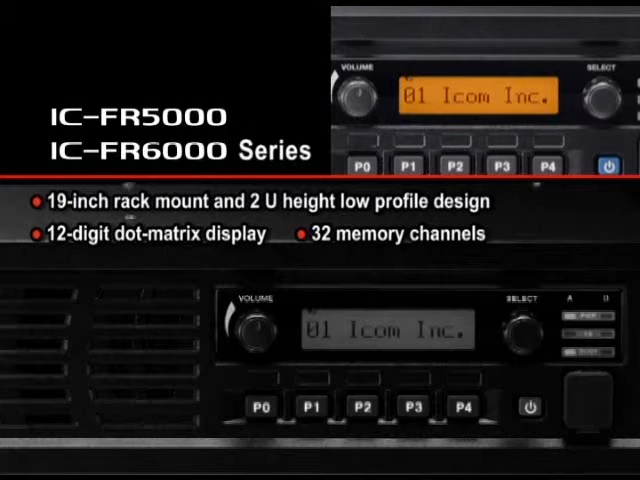 IC-FR5000
IC-FR6000 Series
VOLUME
SELECT
01 Icom Inc.
P0 P1 P2 P3 P4
• 19-inch rack mount and 2 U height low profile design
• 12-digit dot-matrix display • 32 memory channels
VOLUME
SELECT
A B
01 Icom Inc.
P0 P1 P2 P3 P4